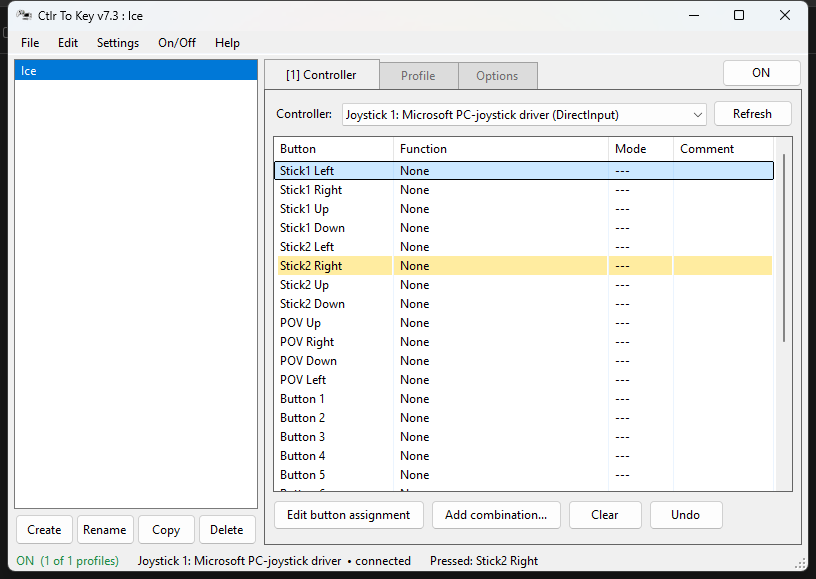 Ctlr To Key v7.3 : Ice
File Edit Settings On/Off Help
Ice
[1] Controller Profile Options ON
Controller: Joystick 1: Microsoft PC-joystick driver (DirectInput) Refresh
Button Function Mode Comment
Stick1 Left None ---
Stick1 Right None ---
Stick1 Up None ---
Stick1 Down None ---
Stick2 Left None ---
Stick2 Right None ---
Stick2 Up None ---
Stick2 Down None ---
POV Up None ---
POV Right None ---
POV Down None ---
POV Left None ---
Button 1 None ---
Button 2 None ---
Button 3 None ---
Button 4 None ---
Button 5 None ---
Edit button assignment Add combination... Clear Undo
Create Rename Copy Delete
ON (1 of 1 profiles) Joystick 1: Microsoft PC-joystick driver • connected Pressed: Stick2 Right